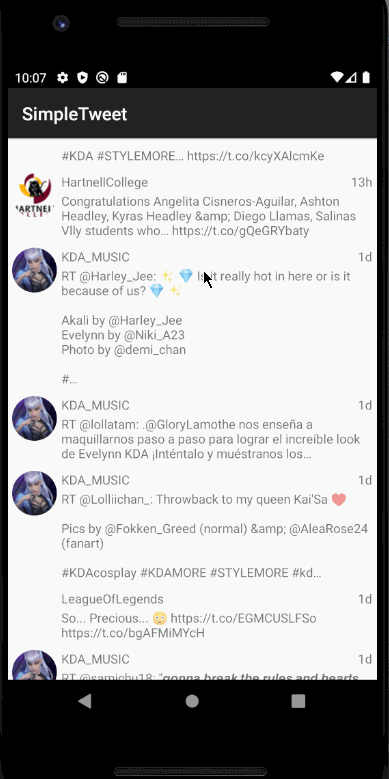 10:07
SimpleTweet
#KDA #STYLEMORE… https://t.co/kcyXAlcmKe
HartnellCollege 13h
Congratulations Angelita Cisneros-Aguilar, Ashton
Headley, Kyras Headley &amp; Diego Llamas, Salinas
Vlly students who… https://t.co/gQeGRYbaty
KDA_MUSIC 1d
RT @Harley_Jee: ✨ 💎 Is it really hot in here or is it
because of us? 💎 ✨
Akali by @Harley_Jee
Evelynn by @Niki_A23
Photo by @demi_chan
#…
KDA_MUSIC 1d
RT @lollatam: .@GloryLamothe nos enseña a
maquillarnos paso a paso para lograr el increíble look
de Evelynn KDA ¡Inténtalo y muéstranos los…
KDA_MUSIC 1d
RT @Lolliichan_: Throwback to my queen Kai'Sa ♥
Pics by @Fokken_Greed (normal) &amp; @AleaRose24
(fanart)
#KDAcosplay #KDAMORE #STYLEMORE #kd…
LeagueOfLegends 1d
So... Precious... 😳 https://t.co/EGMCUSLFSo
https://t.co/bgAFMiMYcH
KDA_MUSIC 1d
RT @samichu18: "gonna break the rules and hearts